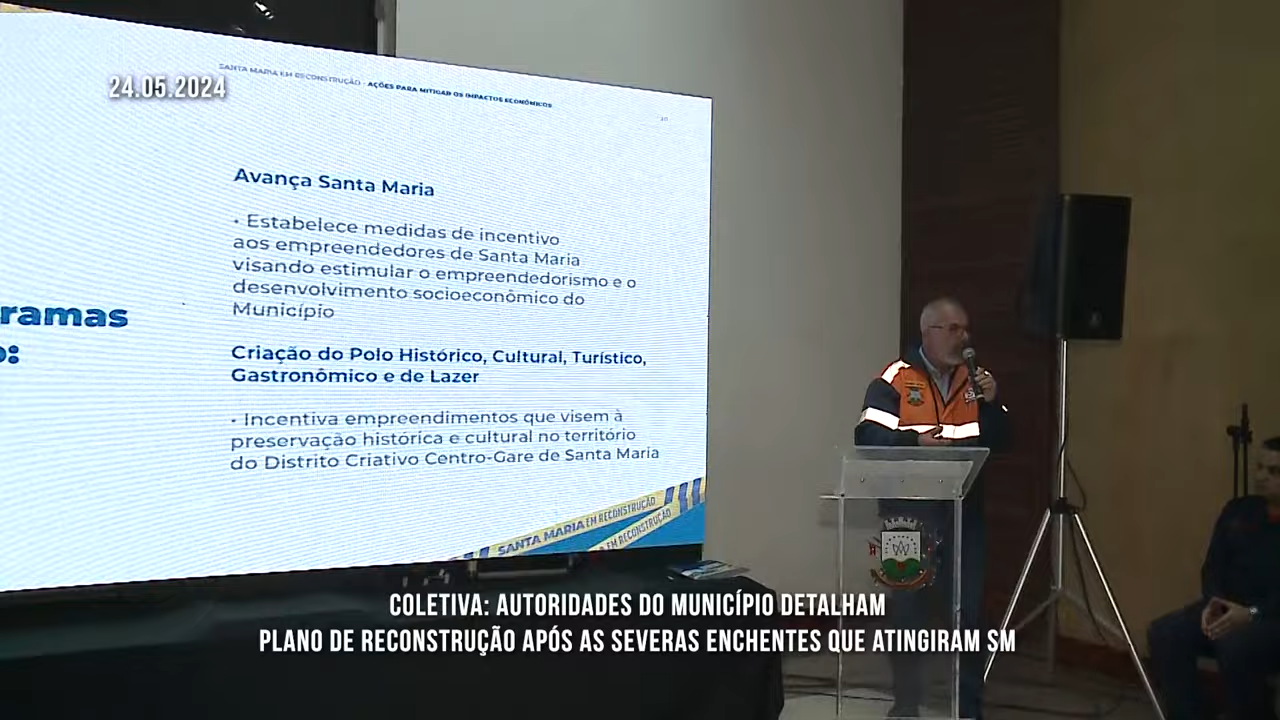 24.05.2024
SANTA MARIA EM RECONSTRUÇÃO - AÇÕES PARA MITIGAR OS IMPACTOS ECONÔMICOS
Avança Santa Maria
• Estabelece medidas de incentivo
aos empreendedores de Santa Maria
visando estimular o empreendedorismo e o
desenvolvimento socioeconômico do
Município
ramas
o:
Criação do Polo Histórico, Cultural, Turístico,
Gastronômico e de Lazer
• Incentiva empreendimentos que visem à
preservação histórica e cultural no território
do Distrito Criativo Centro-Gare de Santa Maria
SANTA MARIA EM RECONSTRUÇÃO
EM RECONSTRUÇÃO
COLETIVA: AUTORIDADES DO MUNICÍPIO DETALHAM
PLANO DE RECONSTRUÇÃO APÓS AS SEVERAS ENCHENTES QUE ATINGIRAM SM